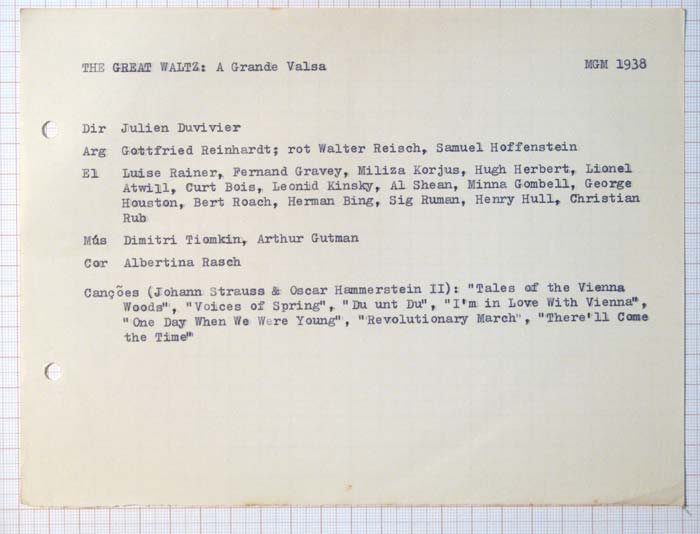 THE GREAT WALTZ: A Grande Valsa MGM 1938
Dir Julien Duvivier
Arg Gottfried Reinhardt; rot Walter Reisch, Samuel Hoffenstein
El Luise Rainer, Fernand Gravey, Miliza Korjus, Hugh Herbert, Lionel
Atwill, Curt Bois, Leonid Kinsky, Al Shean, Minna Gombell, George
Houston, Bert Roach, Herman Bing, Sig Ruman, Henry Hull, Christian
Rub
Mús Dimitri Tiomkin, Arthur Gutman
Cor Albertina Rasch
Canções (Johann Strauss & Oscar Hammerstein II): "Tales of the Vienna
Woods", "Voices of Spring", "Du unt Du", "I'm in Love With Vienna",
"One Day When We Were Young", "Revolutionary March", "There'll Come
the Time"